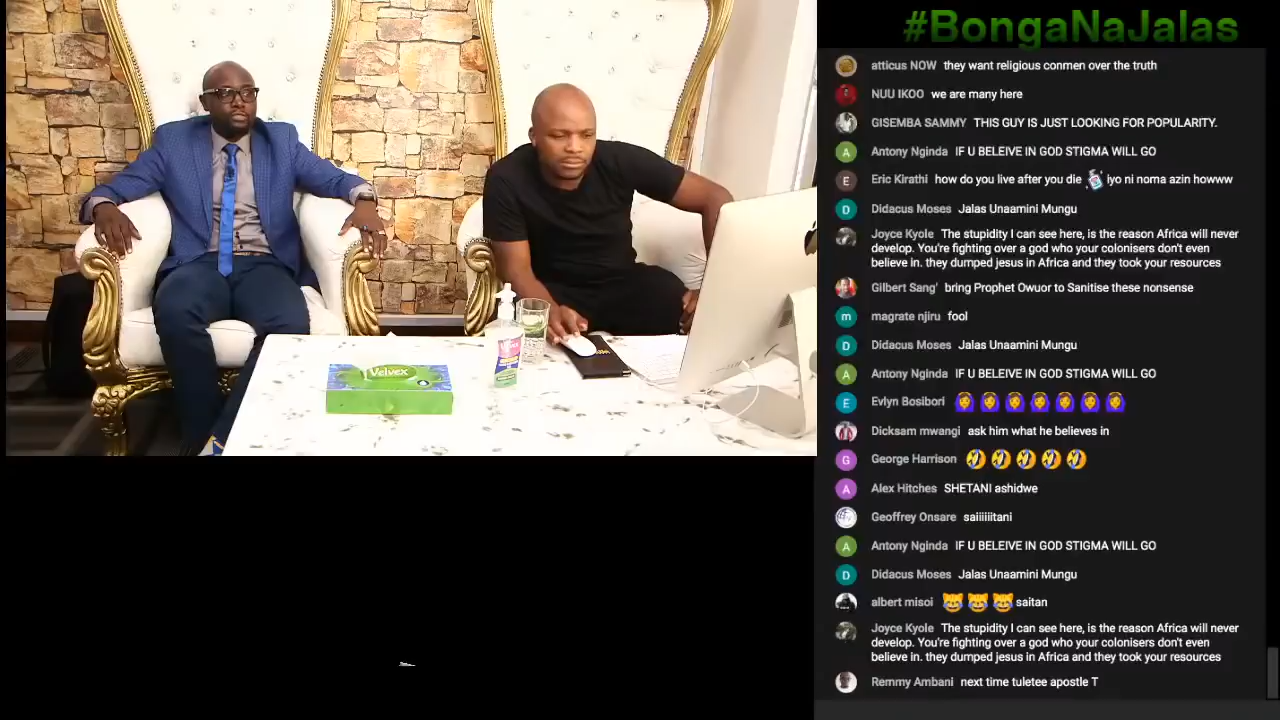 #BongaNaJalas
atticus NOW they want religious conmen over the truth
NUU IKOO we are many here
GISEMBA SAMMY THIS GUY IS JUST LOOKING FOR POPULARITY.
Antony Nginda IF U BELEIVE IN GOD STIGMA WILL GO
Eric Kirathi how do you live after you die iyo ni noma azin howww
Didacus Moses Jalas Unaamini Mungu
Joyce Kyole The stupidity I can see here, is the reason Africa will never
develop. You're fighting over a god who your colonisers don't even
believe in. they dumped jesus in Africa and they took your resources
Gilbert Sang' bring Prophet Owuor to Sanitise these nonsense
magrate njiru fool
Didacus Moses Jalas Unaamini Mungu
Antony Nginda IF U BELEIVE IN GOD STIGMA WILL GO
Evlyn Bosibori
Dicksam mwangi ask him what he believes in
George Harrison
Alex Hitches SHETANI ashidwe
Geoffrey Onsare saiiiiiitani
Antony Nginda IF U BELEIVE IN GOD STIGMA WILL GO
Didacus Moses Jalas Unaamini Mungu
albert misoi saitan
Joyce Kyole The stupidity I can see here, is the reason Africa will never
develop. You're fighting over a god who your colonisers don't even
believe in. they dumped jesus in Africa and they took your resources
Remmy Ambani next time tuletee apostle T
Velvex